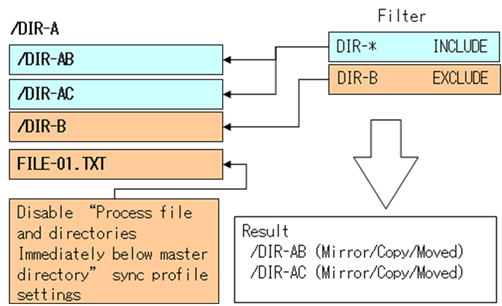 Filter
/DIR-A
DIR-* INCLUDE
/DIR-AB
DIR-B EXCLUDE
/DIR-AC
/DIR-B
FILE-01.TXT
Disable “Process file
and directories
Immediately below master
directory” sync profile
settings
Result
/DIR-AB (Mirror/Copy/Moved)
/DIR-AC (Mirror/Copy/Moved)